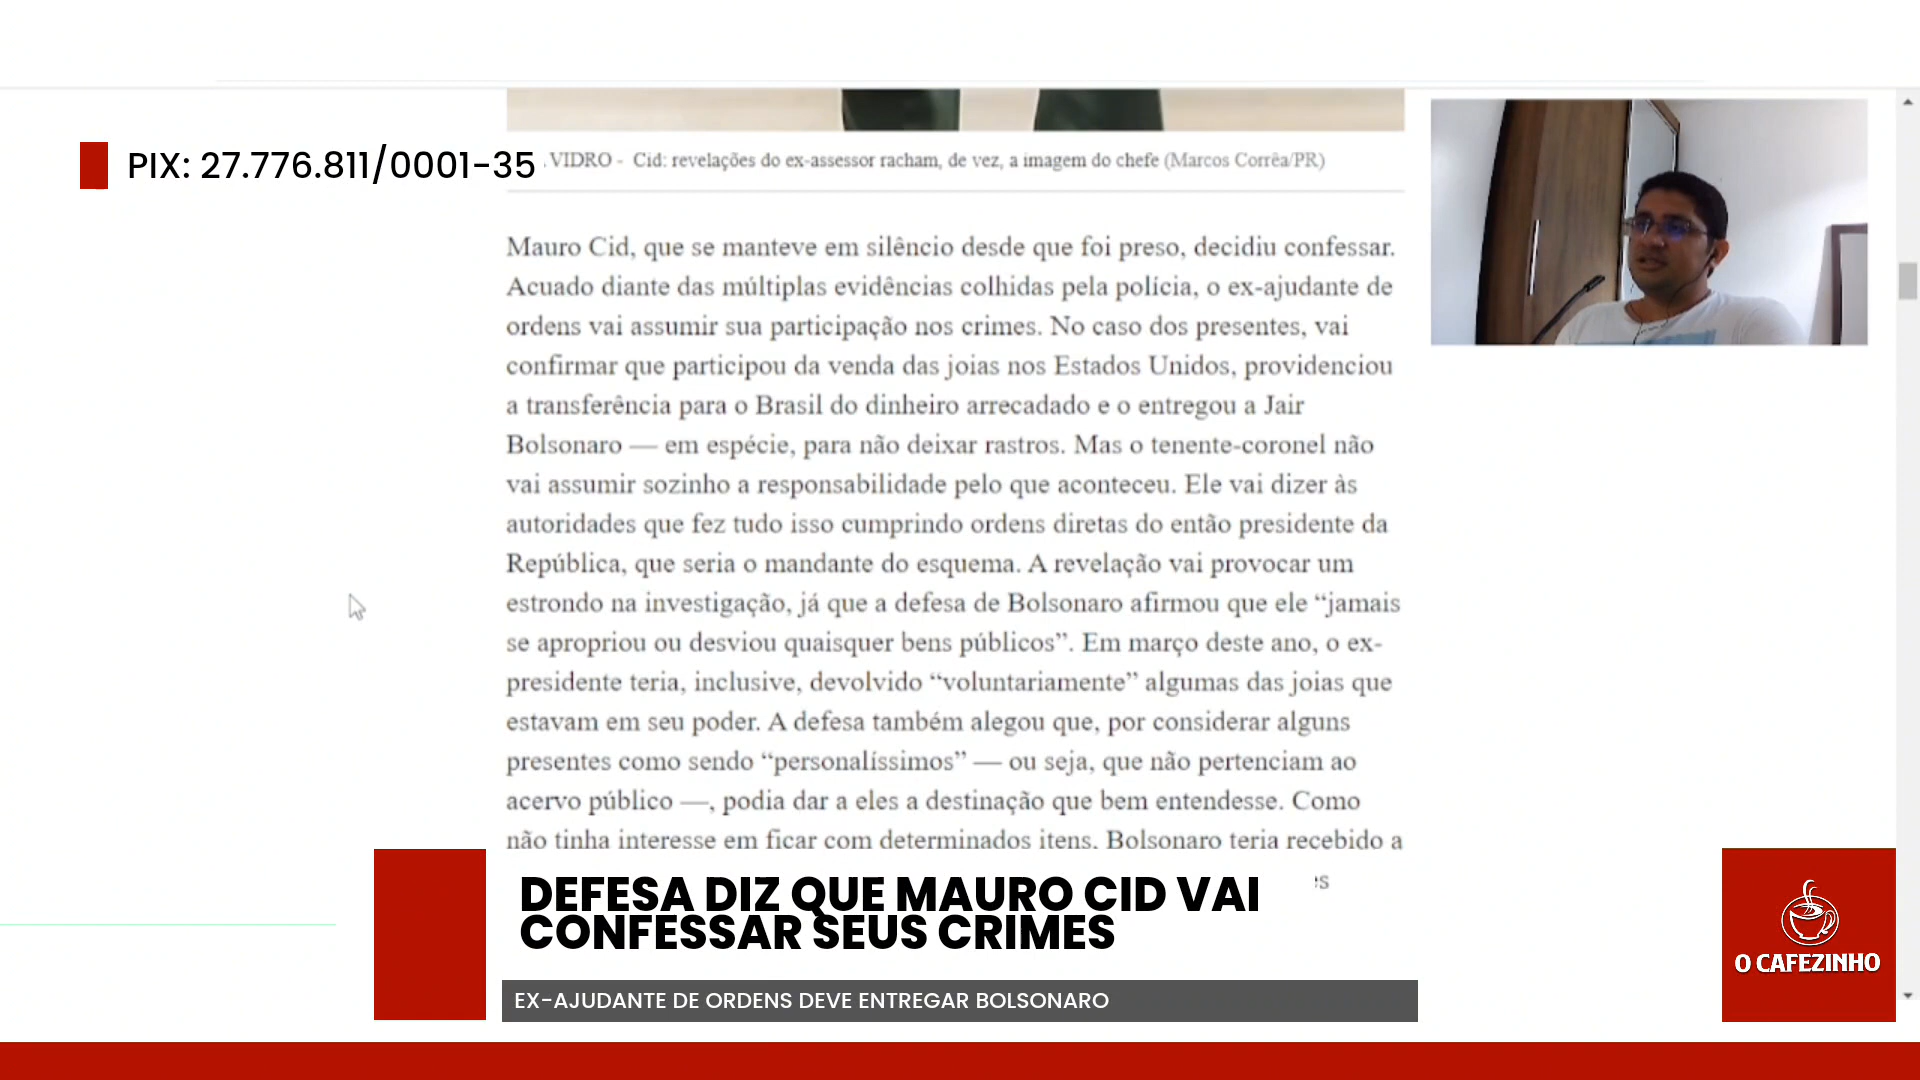 PIX: 27.776.811/0001-35
. VIDRO - Cid: revelações do ex-assessor racham, de vez, a imagem do chefe (Marcos Corrêa/PR)
Mauro Cid, que se manteve em silêncio desde que foi preso, decidiu confessar.
Acuado diante das múltiplas evidências colhidas pela polícia, o ex-ajudante de
ordens vai assumir sua participação nos crimes. No caso dos presentes, vai
confirmar que participou da venda das joias nos Estados Unidos, providenciou
a transferência para o Brasil do dinheiro arrecadado e o entregou a Jair
Bolsonaro — em espécie, para não deixar rastros. Mas o tenente-coronel não
vai assumir sozinho a responsabilidade pelo que aconteceu. Ele vai dizer às
autoridades que fez tudo isso cumprindo ordens diretas do então presidente da
República, que seria o mandante do esquema. A revelação vai provocar um
estrondo na investigação, já que a defesa de Bolsonaro afirmou que ele “jamais
se apropriou ou desviou quaisquer bens públicos”. Em março deste ano, o ex-
presidente teria, inclusive, devolvido “voluntariamente” algumas das joias que
estavam em seu poder. A defesa também alegou que, por considerar alguns
presentes como sendo “personalíssimos” — ou seja, que não pertenciam ao
acervo público —, podia dar a eles a destinação que bem entendesse. Como
não tinha interesse em ficar com determinados itens, Bolsonaro teria recebido a
DEFESA DIZ QUE MAURO CID VAI
CONFESSAR SEUS CRIMES
EX-AJUDANTE DE ORDENS DEVE ENTREGAR BOLSONARO
O CAFEZINHO